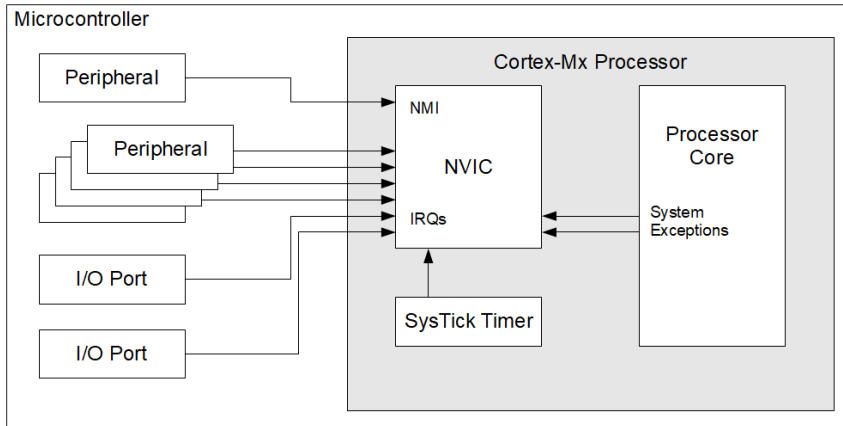 Microcontroller
Cortex-Mx Processor
Peripheral
NMI
Peripheral
NVIC
Processor
Core
IRQs
System
Exceptions
I/O Port
SysTick Timer
I/O Port